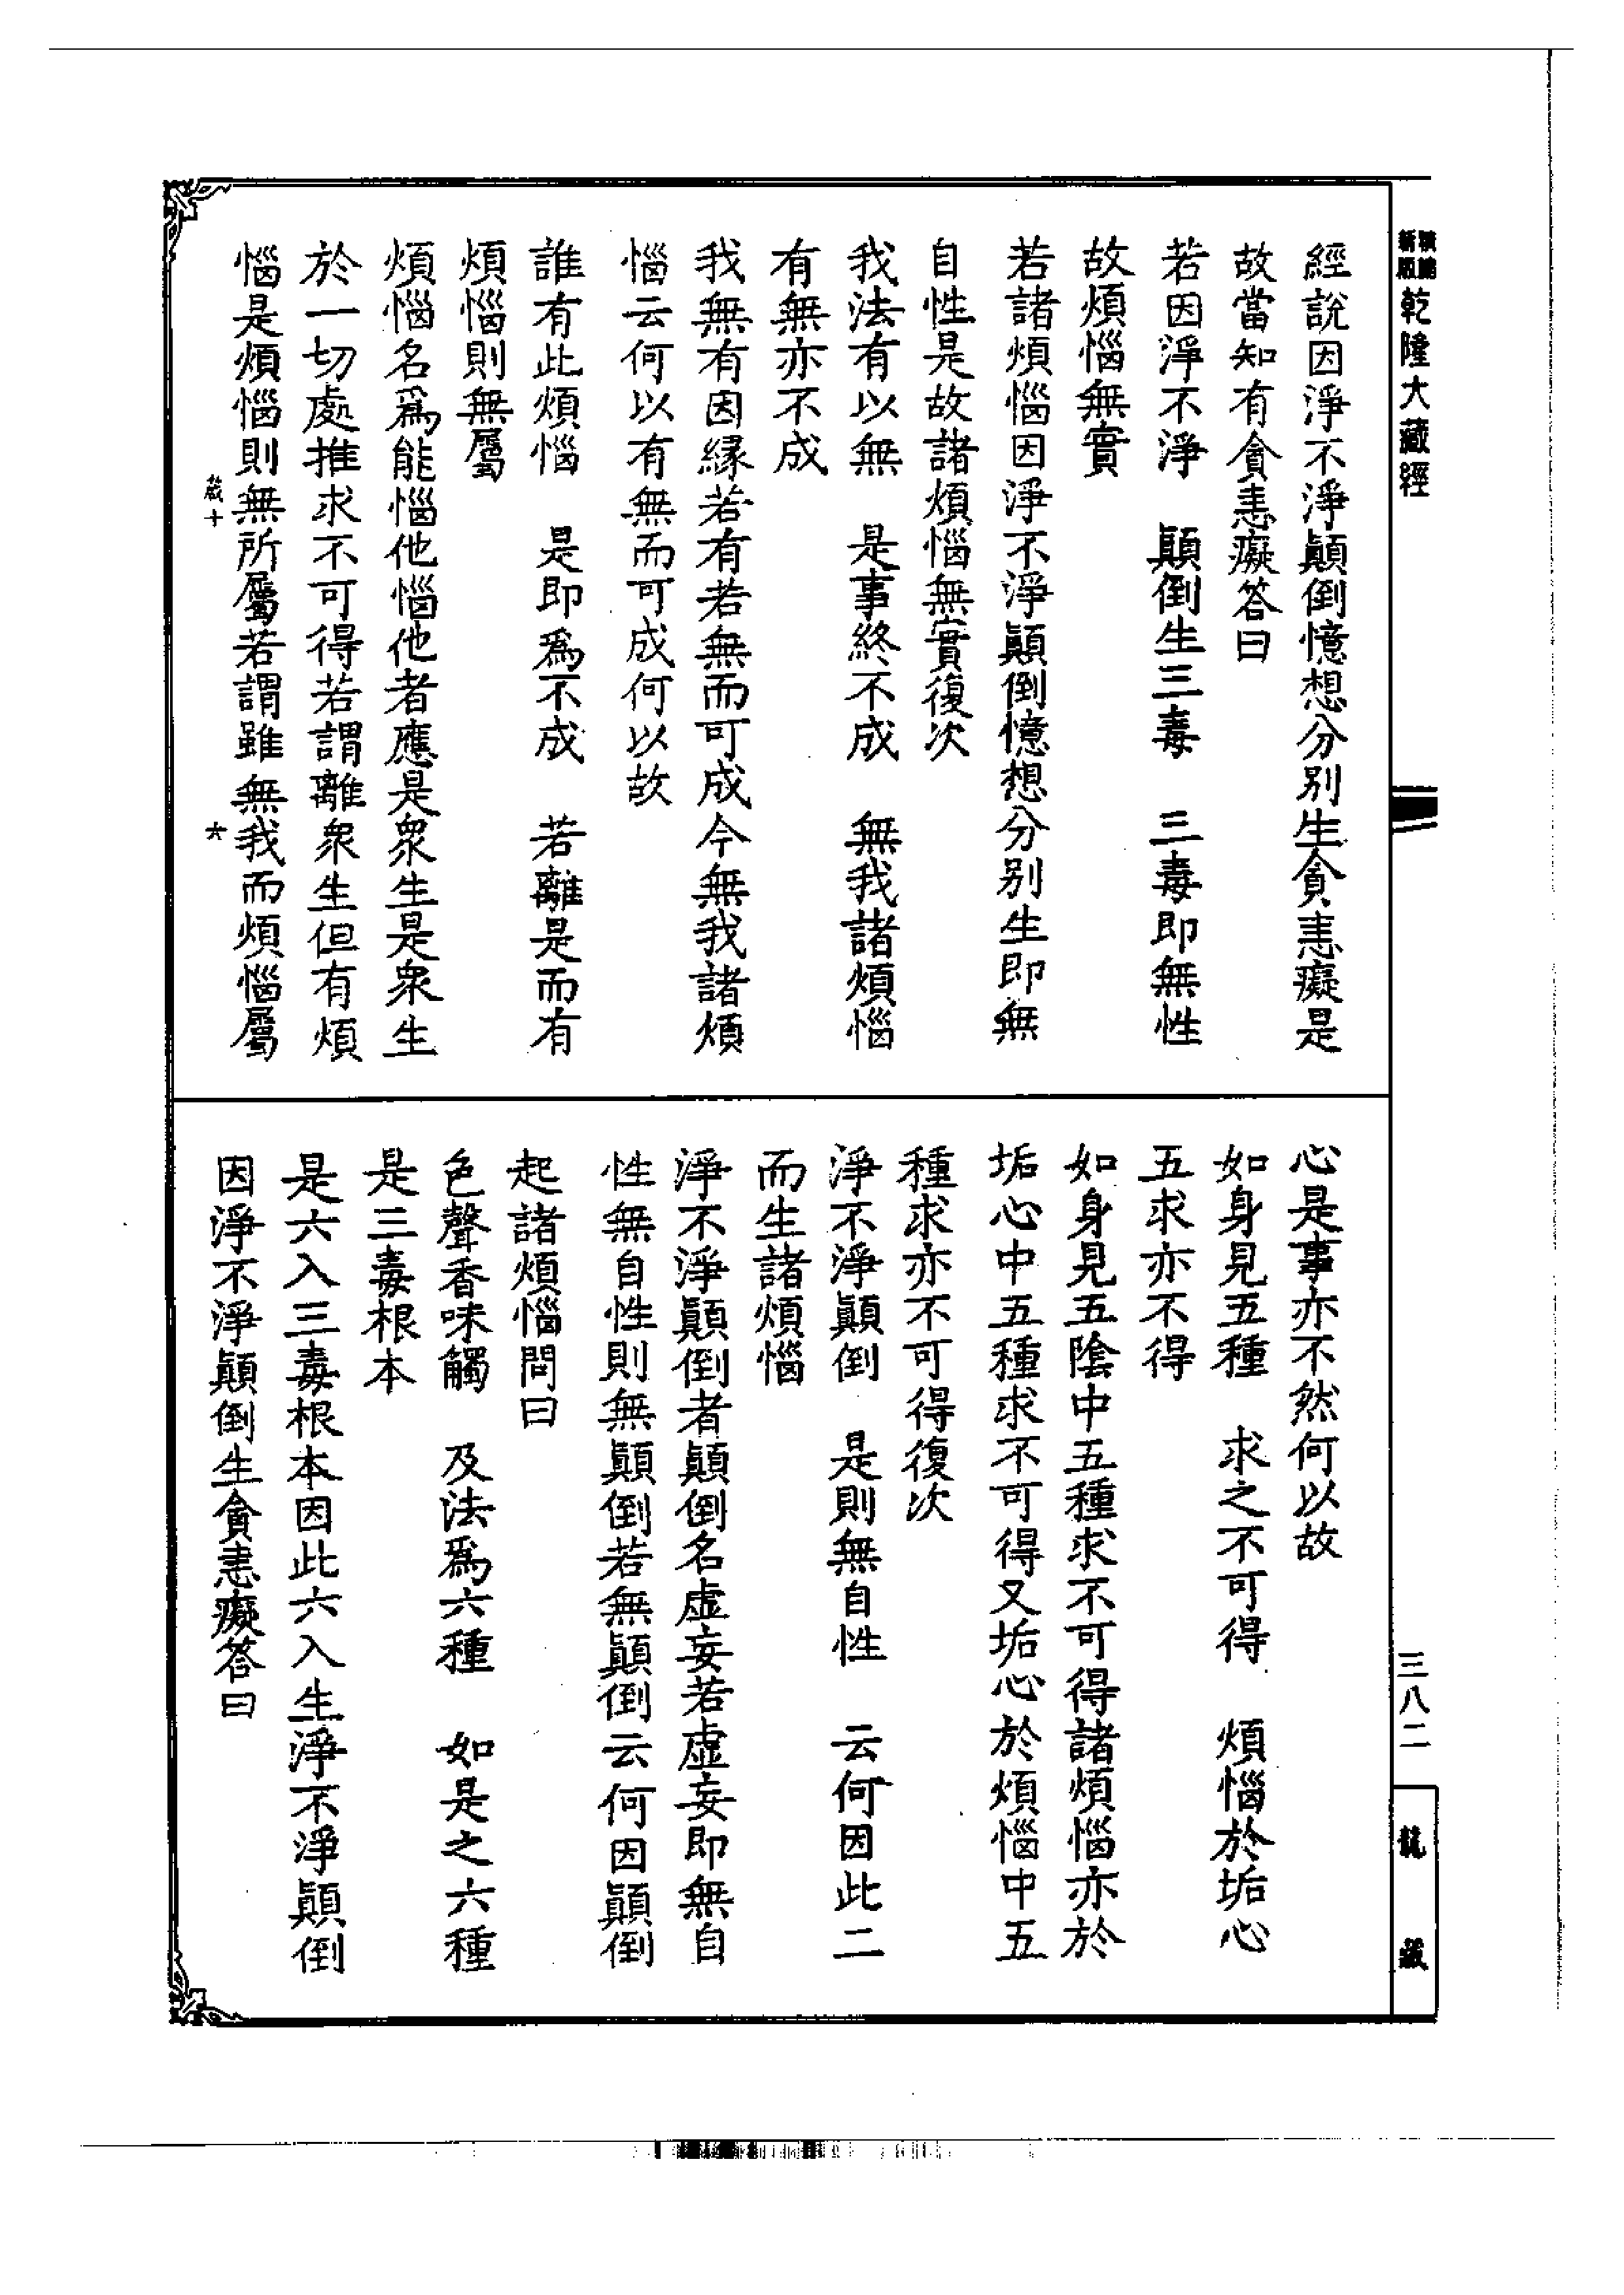 乾隆大藏經
經說因淨不淨顛倒憶想分別生貪恚癡是
故當知有貪恚癡答曰
若因淨不淨　顛倒生三毒　三毒即無性
故煩惱無實
若諸煩惱因淨不淨顛倒憶想分別生即無
自性是故諸煩惱無實復次
我法有以無　是事終不成　無我諸煩惱
有無亦不成
我無有因緣若有若無而可成今無我諸煩
惱云何以有無而可成何以故
誰有此煩惱　是即爲不成　若離是而有
煩惱則無屬
煩惱名爲能惱他惱他者應是衆生是衆生
於一切處推求不可得若謂離衆生但有煩
惱是煩惱則無所屬若謂雖無我而煩惱屬
十
六
心是事亦不然何以故
如身見五種　求之不可得　煩惱於垢心
五求亦不得
如身見五陰中五種求不可得諸煩惱亦於
垢心中五種求不可得又垢心於煩惱中五
種求亦不可得復次
淨不淨顛倒　是則無自性　云何因此二
而生諸煩惱
淨不淨顛倒者顛倒名虛妄若虛妄即無自
性無自性則無顛倒若無顛倒云何因顛倒
起諸煩惱問曰
色聲香味觸　及法爲六種　如是之六種
是三毒根本
是六入三毒根本因此六入生淨不淨顛倒
因淨不淨顛倒生貪恚癡答曰
三八二
龍藏